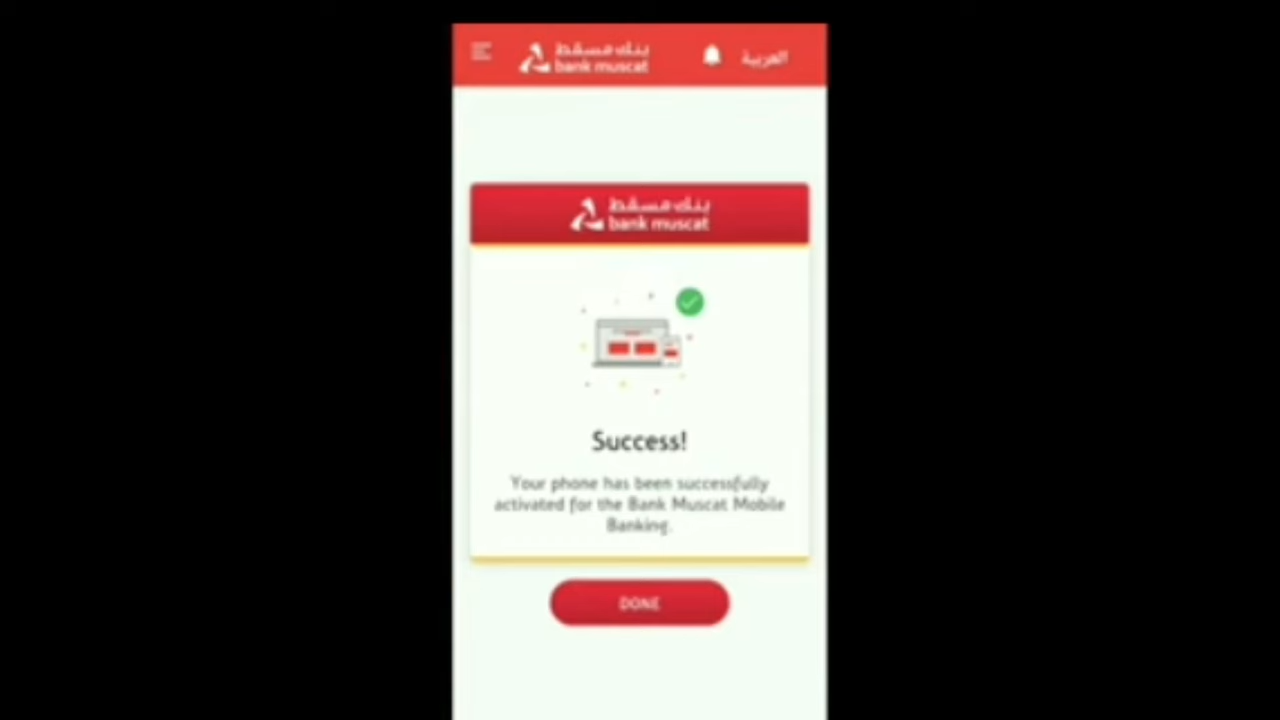 بنك مسقط
bank muscat
العربية
بنك مسقط
bank muscat
Success!
Your phone has been successfully
activated for the Bank Muscat Mobile
Banking.
DONE